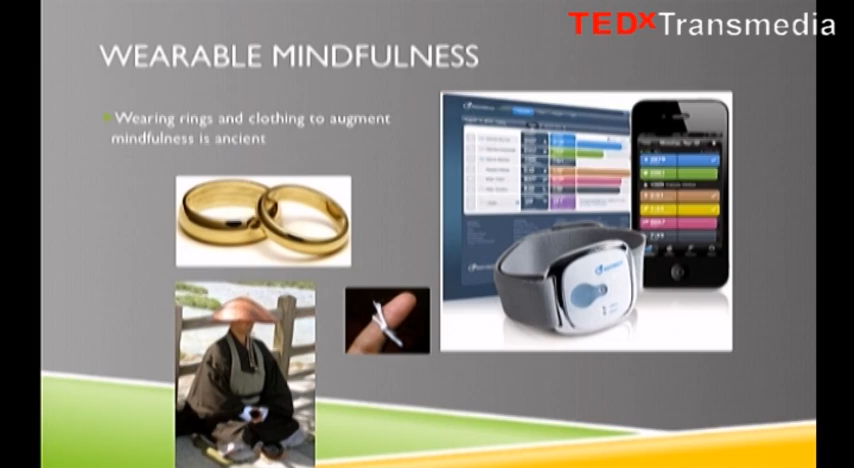 TEDxTransmedia
WEARABLE MINDFULNESS
Wearing rings and clothing to augment
mindfulness is ancient